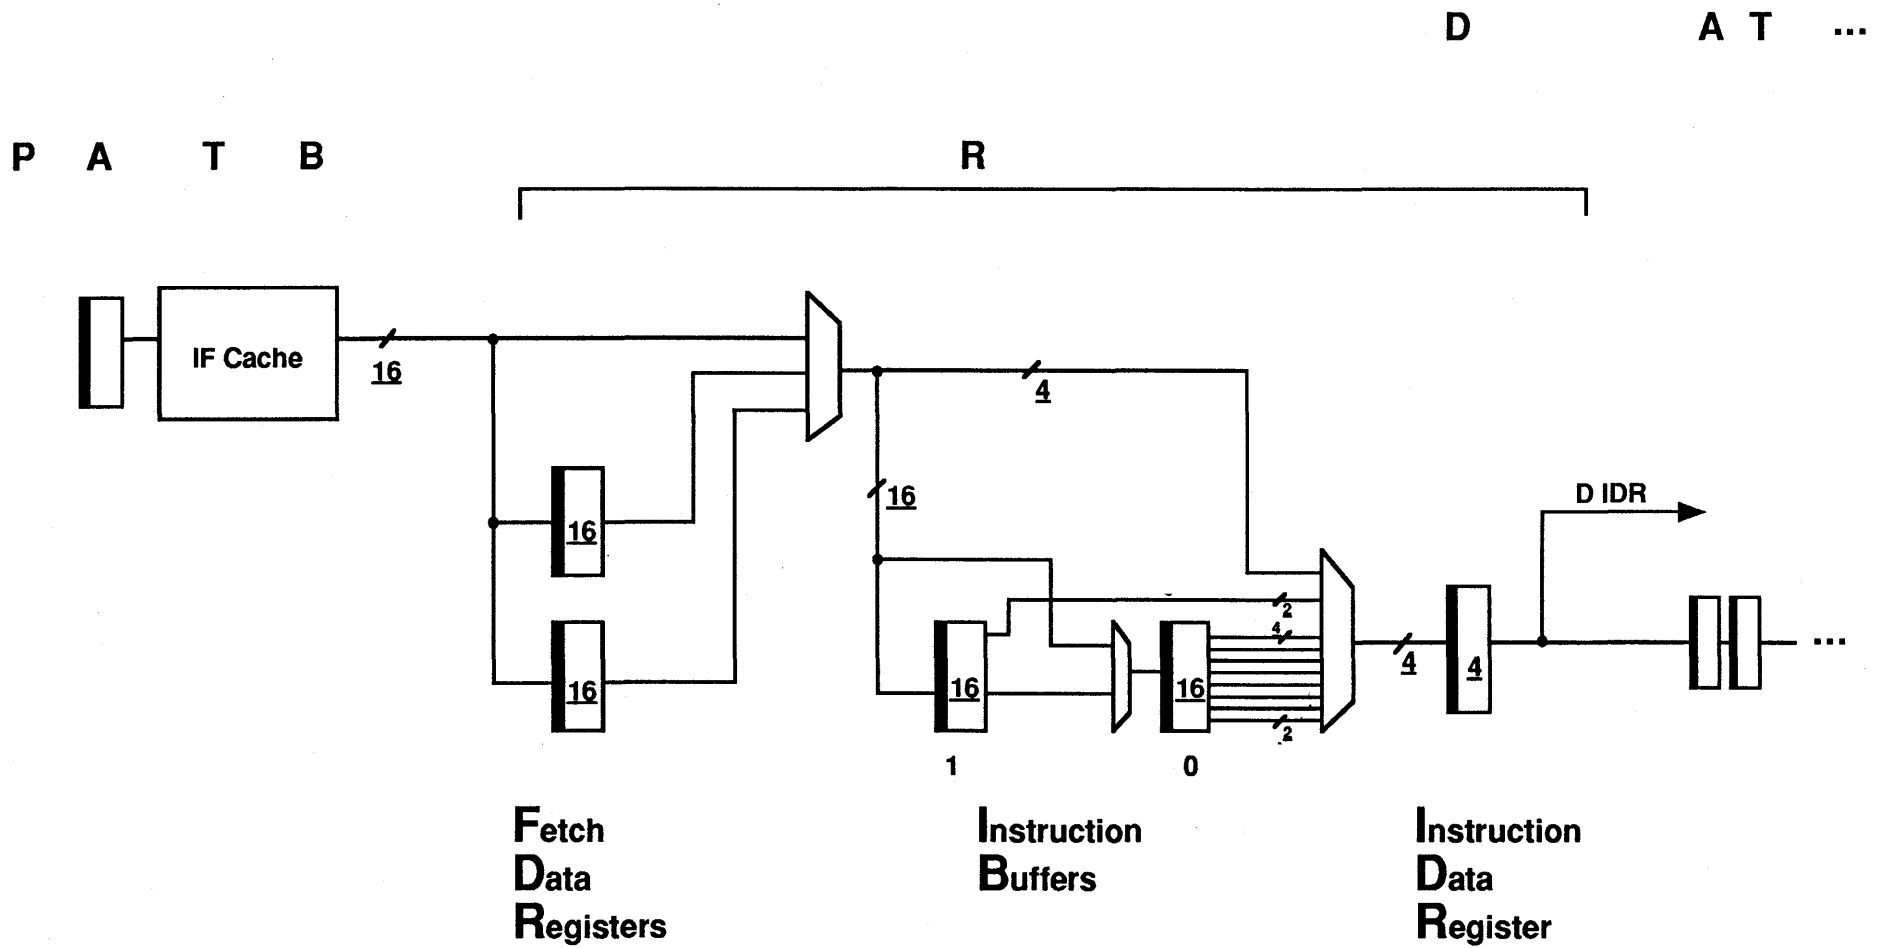 D A T ...
P A T B R
IF Cache
16
4
16
D IDR
16
2
4
16
16
16
4
4
2
1 0
Fetch
Data
Registers
Instruction
Buffers
Instruction
Data
Register